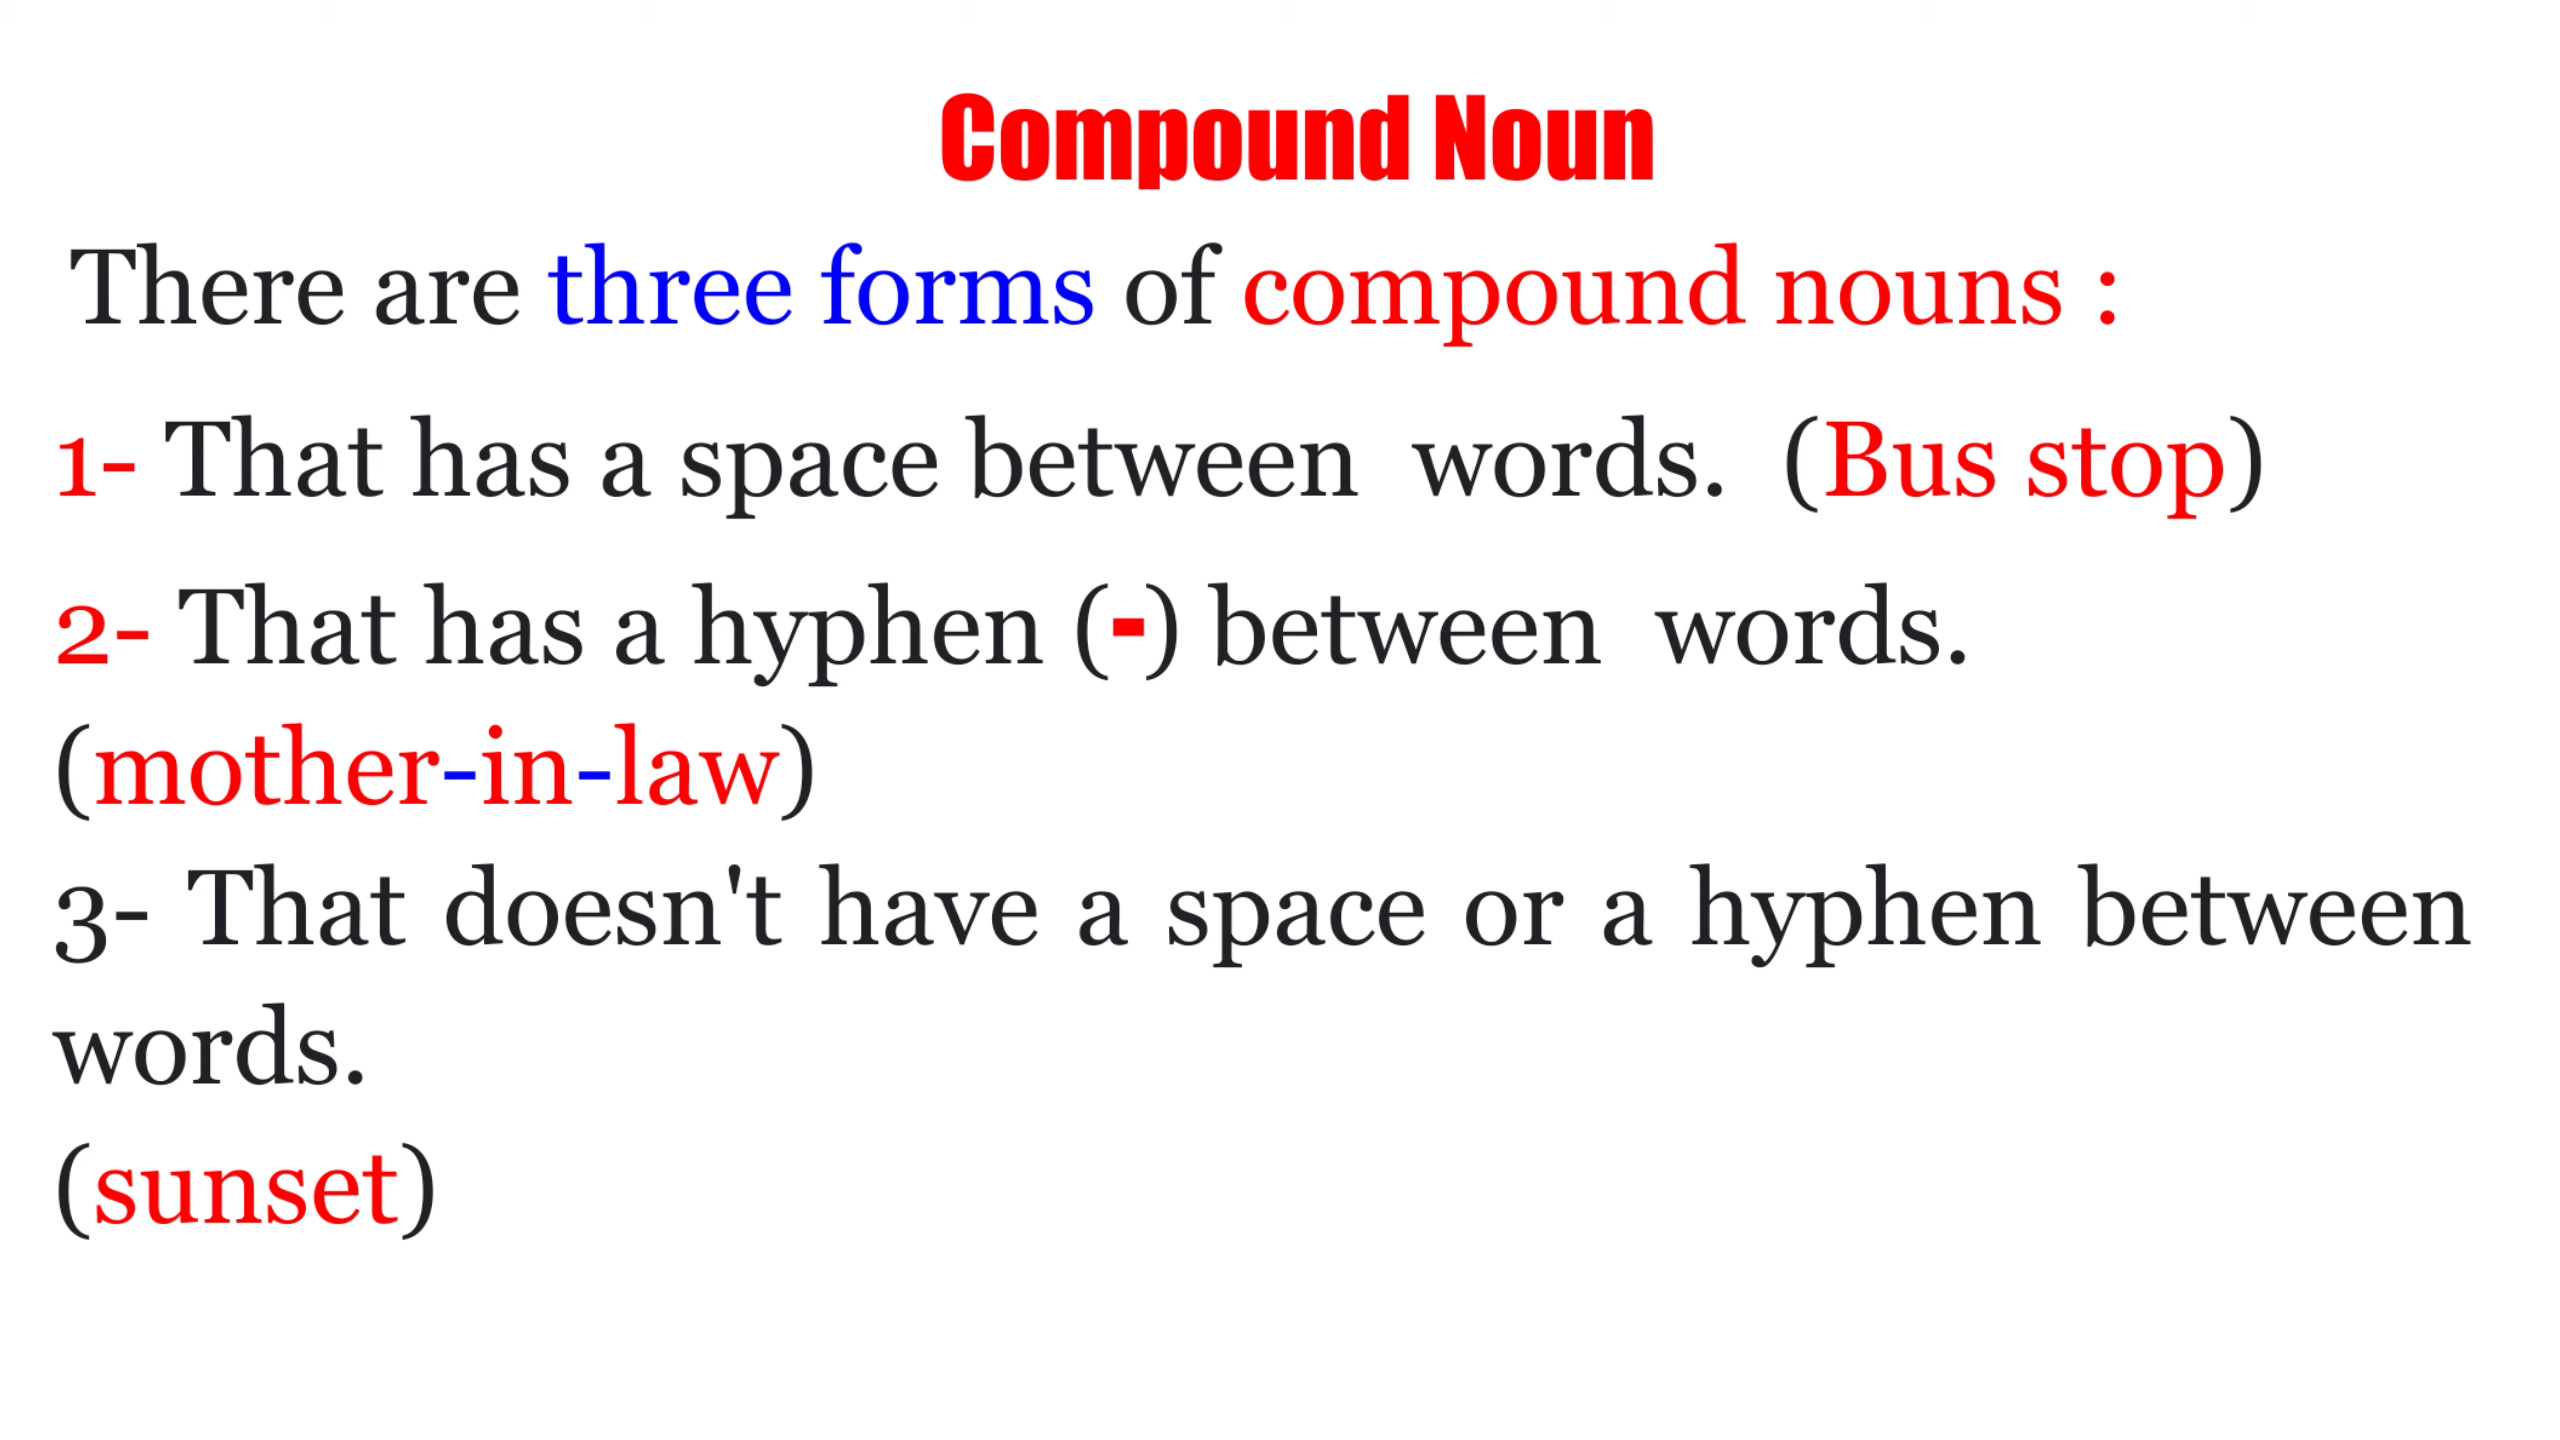 Compound Noun
There are three forms of compound nouns :
1- That has a space between  words.  (Bus stop)
2- That has a hyphen (-) between  words.
(mother-in-law)
3- That doesn't have a space or a hyphen between
words.
(sunset)